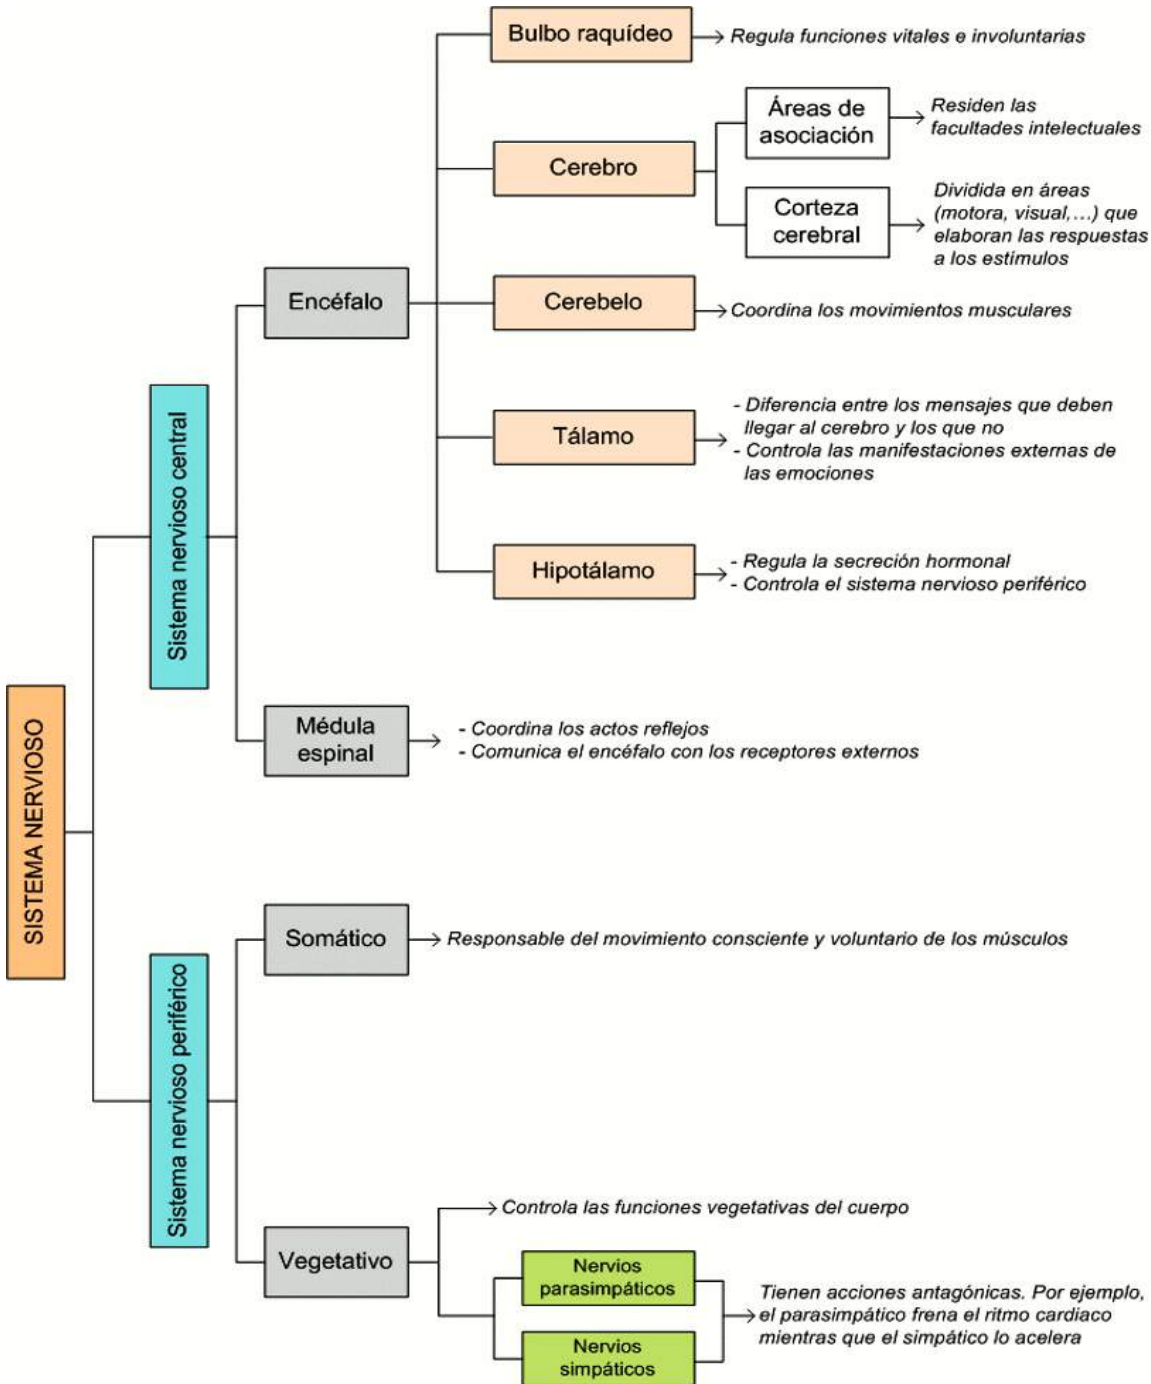 SISTEMA NERVIOSO
Sistema nervioso central
Encéfalo
Bulbo raquídeo
Regula funciones vitales e involuntarias
Cerebro
Áreas de
asociación
Residen las
facultades intelectuales
Corteza
cerebral
Dividida en áreas
(motora, visual,…) que
elaboran las respuestas
a los estímulos
Cerebelo
Coordina los movimientos musculares
Tálamo
- Diferencia entre los mensajes que deben
llegar al cerebro y los que no
- Controla las manifestaciones externas de
las emociones
Hipotálamo
- Regula la secreción hormonal
- Controla el sistema nervioso periférico
Médula
espinal
- Coordina los actos reflejos
- Comunica el encéfalo con los receptores externos
Sistema nervioso periférico
Somático
Responsable del movimiento consciente y voluntario de los músculos
Vegetativo
Controla las funciones vegetativas del cuerpo
Nervios
parasimpáticos
Nervios
simpáticos
Tienen acciones antagónicas. Por ejemplo,
el parasimpático frena el ritmo cardiaco
mientras que el simpático lo acelera